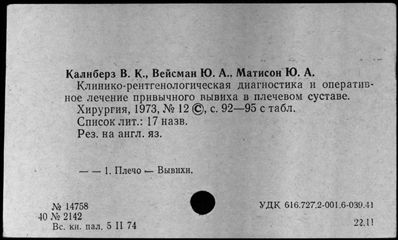 Калнберз В. К., Вейсман Ю. А., Матисон Ю. А.
Клинико-рентгенологическая диагностика и оператив-
ное лечение привычного вывиха в плечевом суставе.
Хирургия, 1973, № 12 ©, с. 92—95 с табл.
Список лит.: 17 назв.
Рез. на англ. яз.
— — 1. Плечо — Вывихи.
№ 14758
40 № 2142
Вс. кн. пал. 5 II 74
УДК 616.727.2-001.6-039.41
22.11